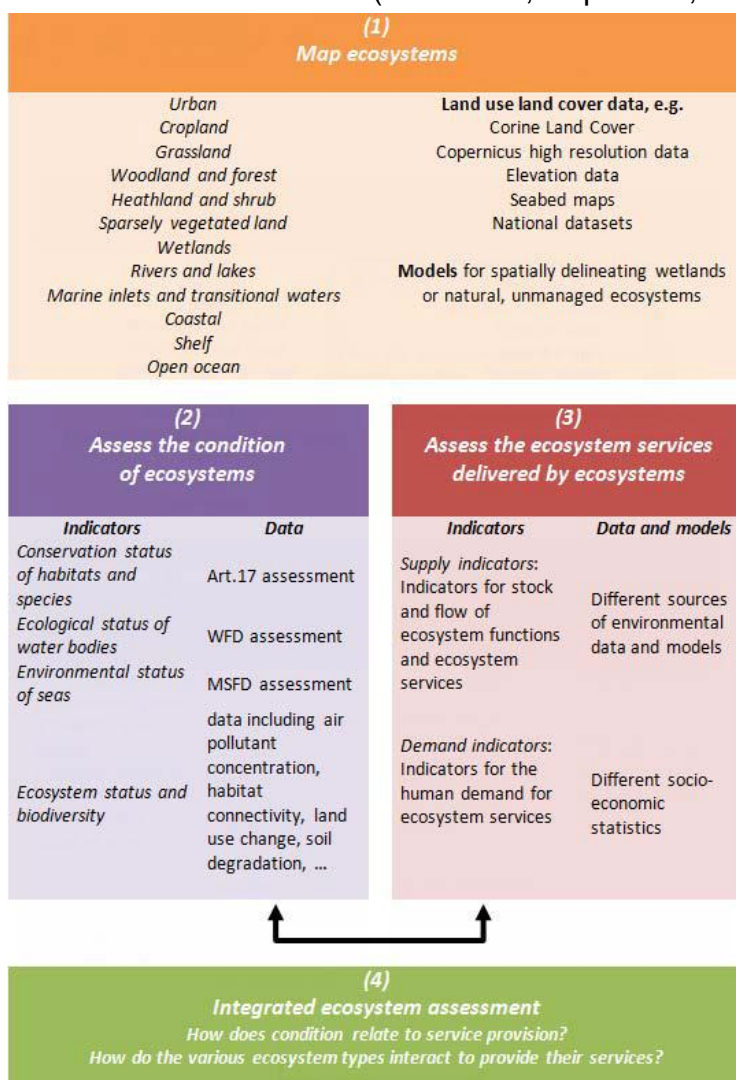 (1)
Map ecosystems
Urban
Cropland
Grassland
Woodland and forest
Heathland and shrub
Sparsely vegetated land
Wetlands
Rivers and lakes
Marine inlets and transitional waters
Coastal
Shelf
Open ocean
Land use land cover data, e.g.
Corine Land Cover
Copernicus high resolution data
Elevation data
Seabed maps
National datasets
Models for spatially delineating wetlands
or natural, unmanaged ecosystems
(2)
Assess the condition
of ecosystems
Indicators
Data
Conservation status
of habitats and
species
Art.17 assessment
Ecological status of
water bodies
WFD assessment
Environmental status
of seas
MSFD assessment
Ecosystem status and
biodiversity
data including air
pollutant
concentration,
habitat
connectivity, land
use change, soil
degradation, ...
(3)
Assess the ecosystem services
delivered by ecosystems
Indicators
Data and models
Supply indicators:
Indicators for stock
and flow of
ecosystem functions
and ecosystem
services
Different sources
of environmental
data and models
Demand indicators:
Indicators for the
human demand for
ecosystem services
Different socio-
economic
statistics
(4)
Integrated ecosystem assessment
How does condition relate to service provision?
How do the various ecosystem types interact to provide their services?